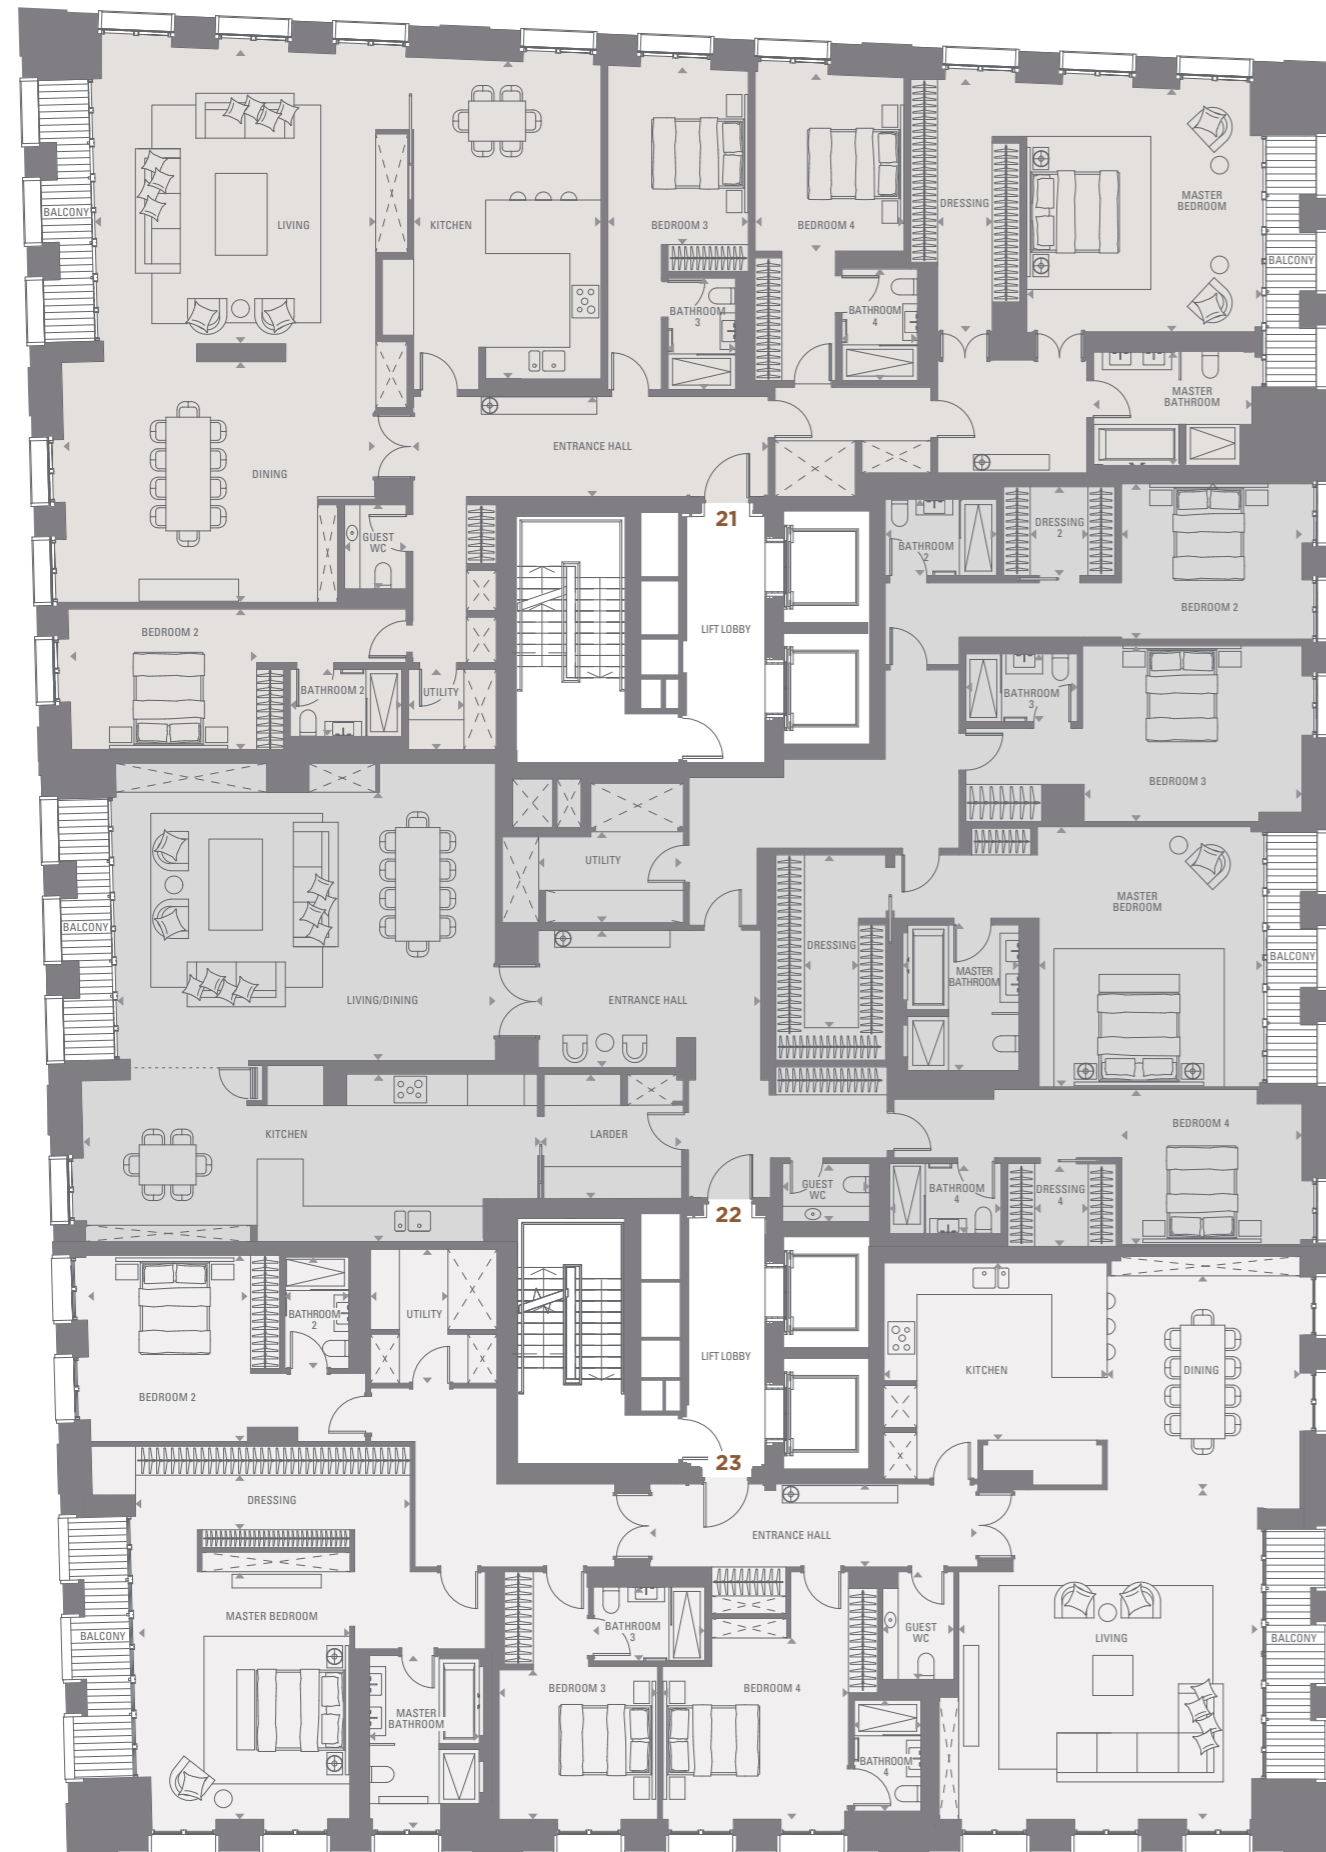 BALCONY
LIVING
KITCHEN
BEDROOM 3
BEDROOM 4
DRESSING
MASTER
BEDROOM
BALCONY
BATHROOM
3
BATHROOM
4
MASTER
BATHROOM
DINING
ENTRANCE HALL
GUEST
WC
21
BATHROOM
2
DRESSING
2
BEDROOM 2
BEDROOM 2
BATHROOM 2
UTILITY
LIFT LOBBY
BATHROOM
3
BEDROOM 3
UTILITY
BALCONY
LIVING/DINING
ENTRANCE HALL
DRESSING
MASTER
BATHROOM
MASTER
BEDROOM
BALCONY
KITCHEN
LARDER
GUEST
WC
BATHROOM
4
DRESSING
4
BEDROOM 4
22
BEDROOM 2
BATHROOM
2
UTILITY
LIFT LOBBY
KITCHEN
DINING
23
DRESSING
ENTRANCE HALL
MASTER BEDROOM
BALCONY
MASTER
BATHROOM
BEDROOM 3
BATHROOM
3
BEDROOM 4
GUEST
WC
BATHROOM
4
LIVING
BALCONY